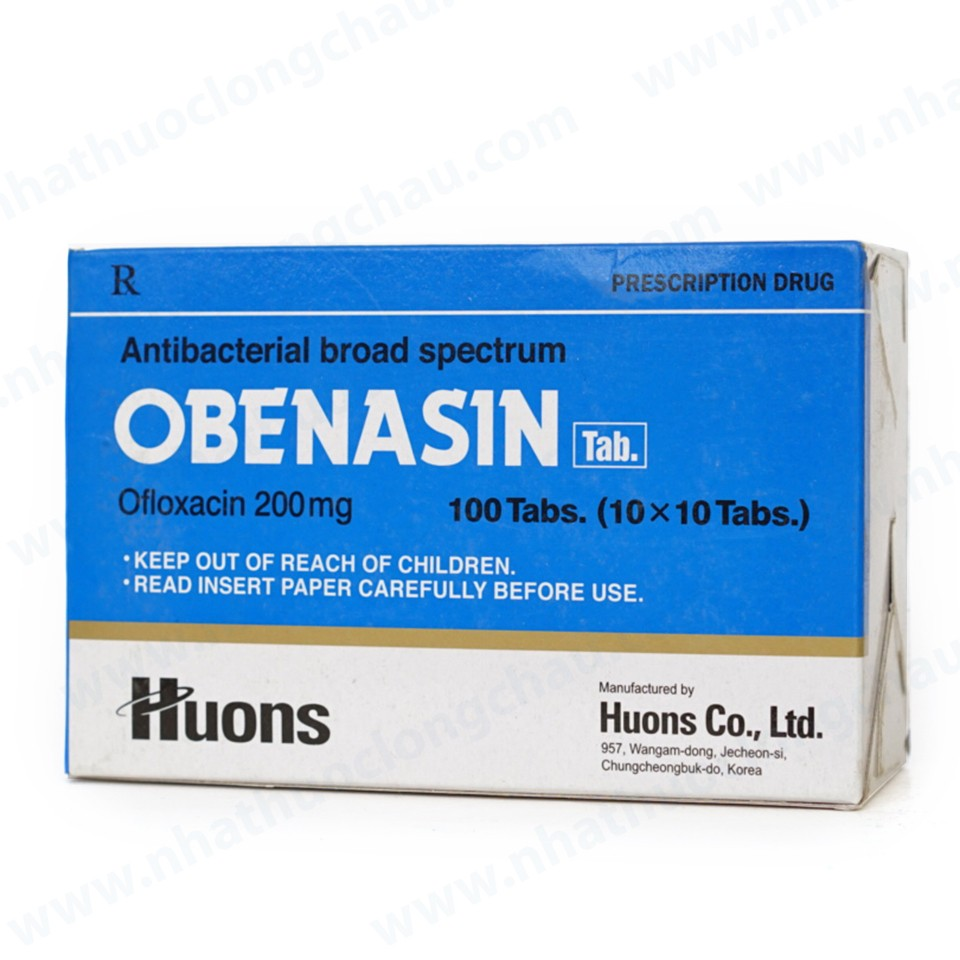 www.nhathuoclongchau.com
R
PRESCRIPTION DRUG
Antibacterial broad spectrum
OBENASIN Tab.
Ofloxacin 200mg
100 Tabs. (10×10 Tabs.)
•KEEP OUT OF REACH OF CHILDREN.
•READ INSERT PAPER CAREFULLY BEFORE USE.
Huons
Manufactured by
Huons Co., Ltd.
957, Wangam-dong, Jecheon-si,
Chungcheongbuk-do, Korea